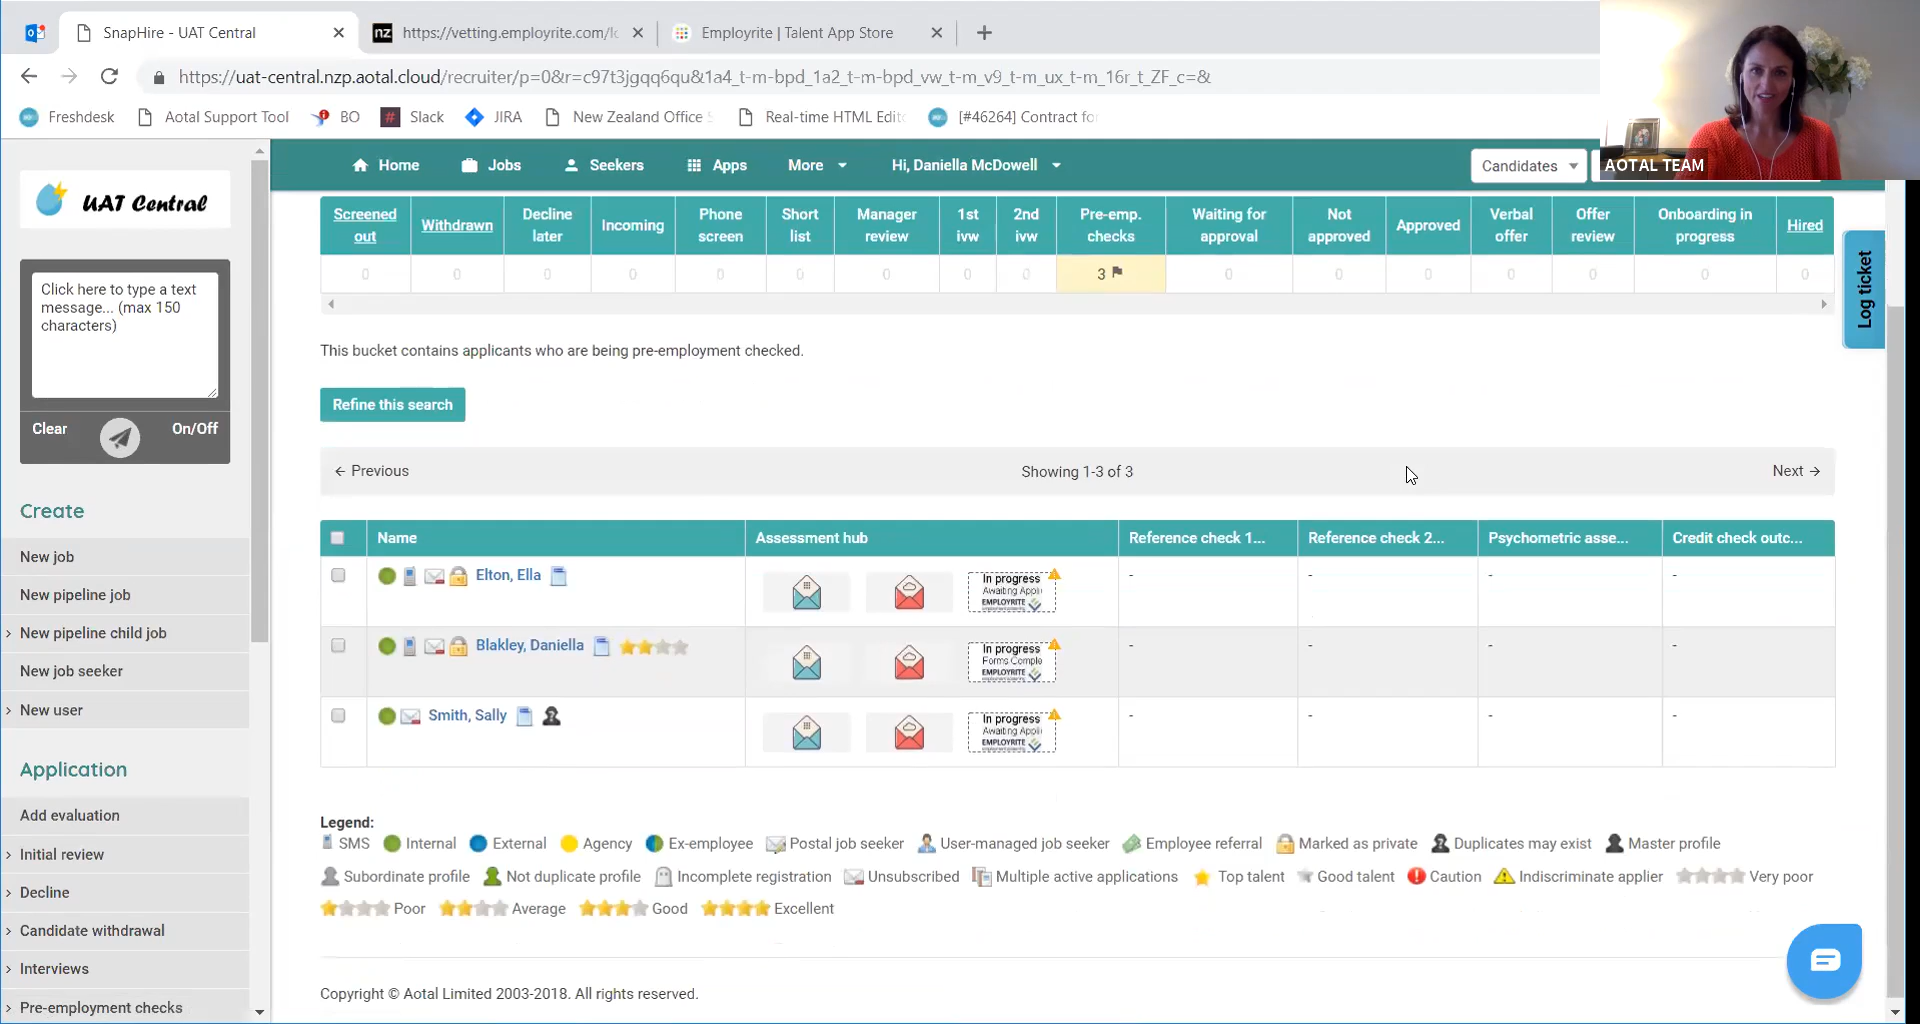 SnapHire - UAT Central
nz https://vetting.employrite.com/l
Employrite | Talent App Store
https://uat-central.nzp.aotal.cloud/recruiter/p=0&r=c97t3jgqq6qu&1a4_t-m-bpd_1a2_t-m-bpd_vw_t-m_v9_t-m_ux_t-m_16r_t_ZF_c=&
Freshdesk Aotal Support Tool BO Slack JIRA New Zealand Office Real-time HTML Edit [#46264] Contract for
AOTAL TEAM
Home Jobs Seekers Apps More Hi, Daniella McDowell Candidates
UAT Central
Click here to type a text
message... (max 150
characters)
Clear On/Off
Create
New job
New pipeline job
New pipeline child job
New job seeker
New user
Application
Add evaluation
Initial review
Decline
Candidate withdrawal
Interviews
Pre-employment checks
Screened out Withdrawn Decline later Incoming Phone screen Short list Manager review 1st ivw 2nd ivw Pre-emp. checks Waiting for approval Not approved Approved Verbal offer Offer review Onboarding in progress Hired
0 0 0 0 0 0 0 0 0 3 0 0 0 0 0 0 0
Log ticket
This bucket contains applicants who are being pre-employment checked.
Refine this search
← Previous Showing 1-3 of 3 Next →
Name Assessment hub Reference check 1... Reference check 2... Psychometric asse... Credit check outc...
Elton, Ella In progress - - - -
Awaiting Appli
EMPLOYRITE
Blakley, Daniella In progress - - - -
Forms Comple
EMPLOYRITE
Smith, Sally In progress - - - -
Awaiting Appli
EMPLOYRITE
Legend:
SMS Internal External Agency Ex-employee Postal job seeker User-managed job seeker Employee referral Marked as private Duplicates may exist Master profile
Subordinate profile Not duplicate profile Incomplete registration Unsubscribed Multiple active applications Top talent Good talent Caution Indiscriminate applier Very poor
Poor Average Good Excellent
Copyright © Aotal Limited 2003-2018. All rights reserved.